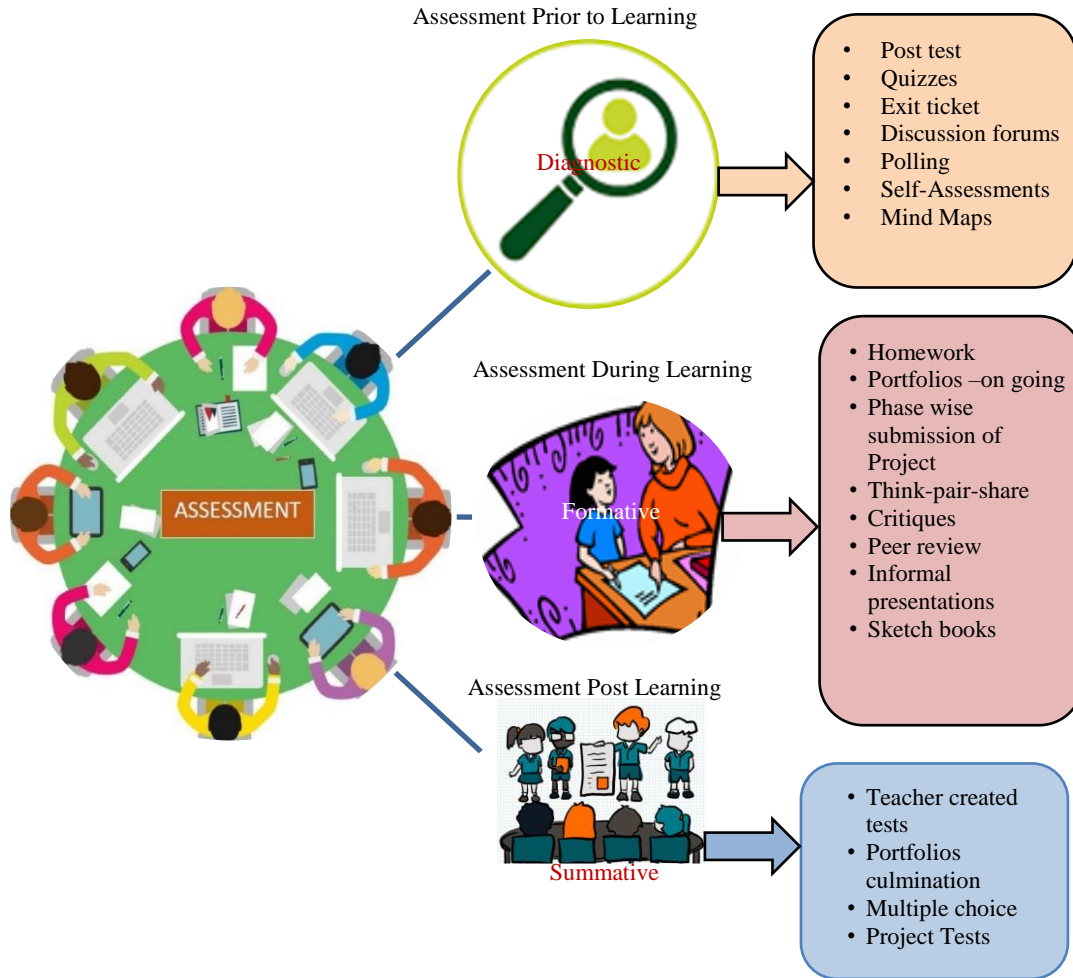 Assessment Prior to Learning
Diagnostic
• Post test
• Quizzes
• Exit ticket
• Discussion forums
• Polling
• Self-Assessments
• Mind Maps
ASSESSMENT
Assessment During Learning
Formative
• Homework
• Portfolios –on going
• Phase wise
submission of
Project
• Think-pair-share
• Critiques
• Peer review
• Informal
presentations
• Sketch books
Assessment Post Learning
Summative
• Teacher created
tests
• Portfolios
culmination
• Multiple choice
• Project Tests